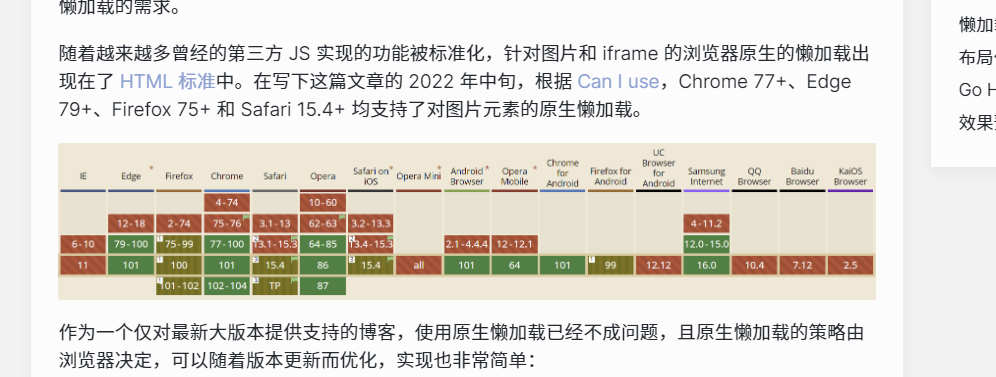 懒加载的需求。
随着越来越多曾经的第三方 JS 实现的功能被标准化，针对图片和 iframe 的浏览器原生的懒加载出
现在了 HTML 标准中。在写下这篇文章的 2022 年中旬，根据 Can I use，Chrome 77+、Edge
79+、Firefox 75+ 和 Safari 15.4+ 均支持了对图片元素的原生懒加载。
IE Edge * Firefox Chrome Safari Opera Safari on iOS * Opera Mini Android Browser * Opera Mobile * Chrome for Android Firefox for Android UC Browser for Android Samsung Internet QQ Browser Baidu Browser KaiOS Browser
4-74 10-60
12-18 2-74 75-76 3.1-13 62-63 3.2-13.3 4-11.2
6-10 79-100 75-99 77-100 13.1-15.3 64-85 13.4-15.3 2.1-4.4.4 12-12.1 12.0-15.0
11 101 100 101 15.4 86 15.4 all 101 64 101 99 12.12 16.0 10.4 7.12 2.5
101-102 102-104 TP 87
作为一个仅对最新大版本提供支持的博客，使用原生懒加载已经不成问题，且原生懒加载的策略由
浏览器决定，可以随着版本更新而优化，实现也非常简单：
懒加
布局
Go H
效果